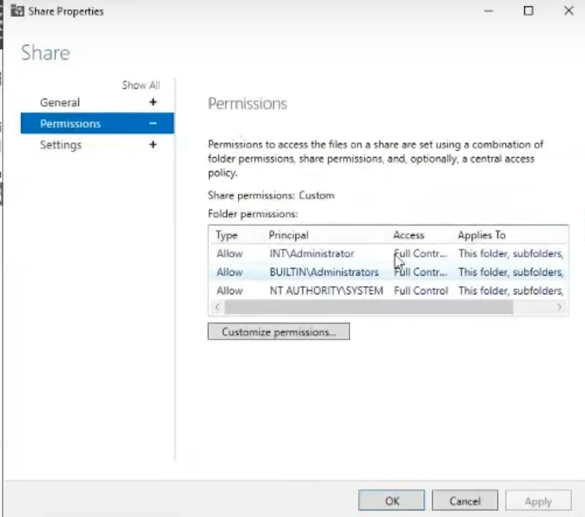 Share Properties
Share
Show All
General +
Permissions −
Settings +
Permissions
Permissions to access the files on a share are set using a combination of
folder permissions, share permissions, and, optionally, a central access
policy.
Share permissions: Custom
Folder permissions:
Type Principal Access Applies To
Allow INT\Administrator Full Contr... This folder, subfolders,
Allow BUILTIN\Administrators Full Contr... This folder, subfolders,
Allow NT AUTHORITY\SYSTEM Full Control This folder, subfolders,
Customize permissions...
OK Cancel Apply